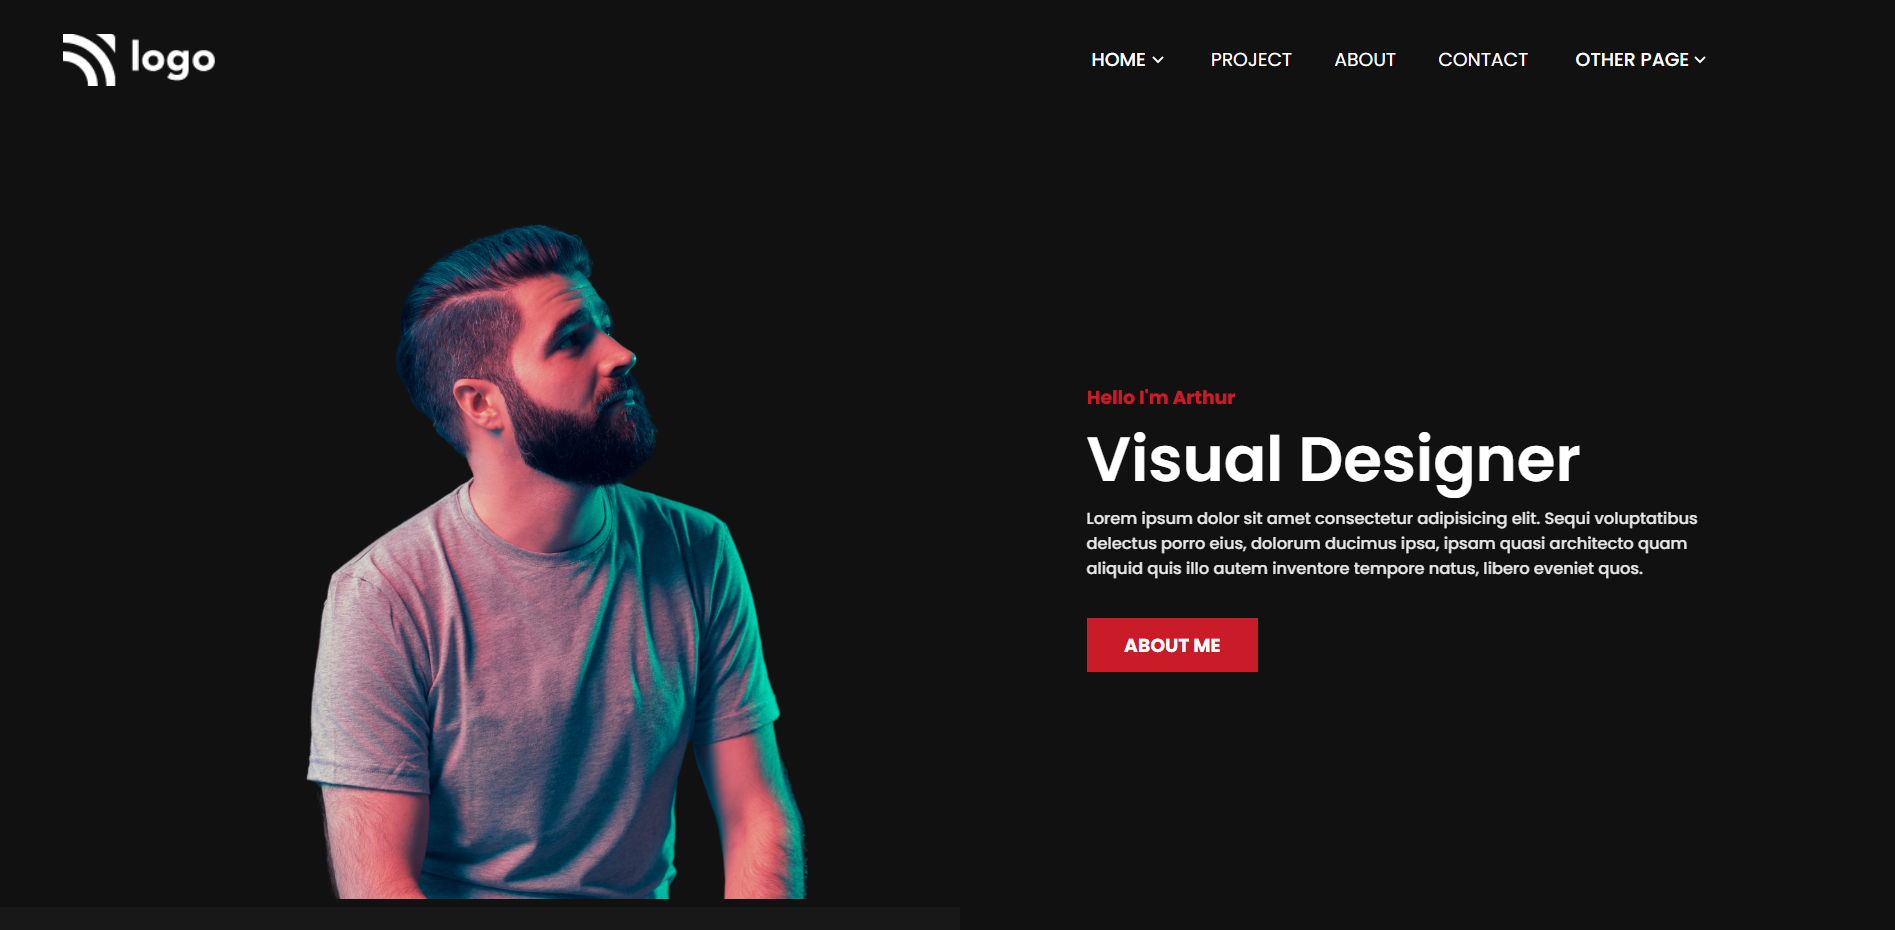 logo
HOME
PROJECT
ABOUT
CONTACT
OTHER PAGE
Hello I'm Arthur
Visual Designer
Lorem ipsum dolor sit amet consectetur adipisicing elit. Sequi voluptatibus
delectus porro eius, dolorum ducimus ipsa, ipsam quasi architecto quam
aliquid quis illo autem inventore tempore natus, libero eveniet quos.
ABOUT ME